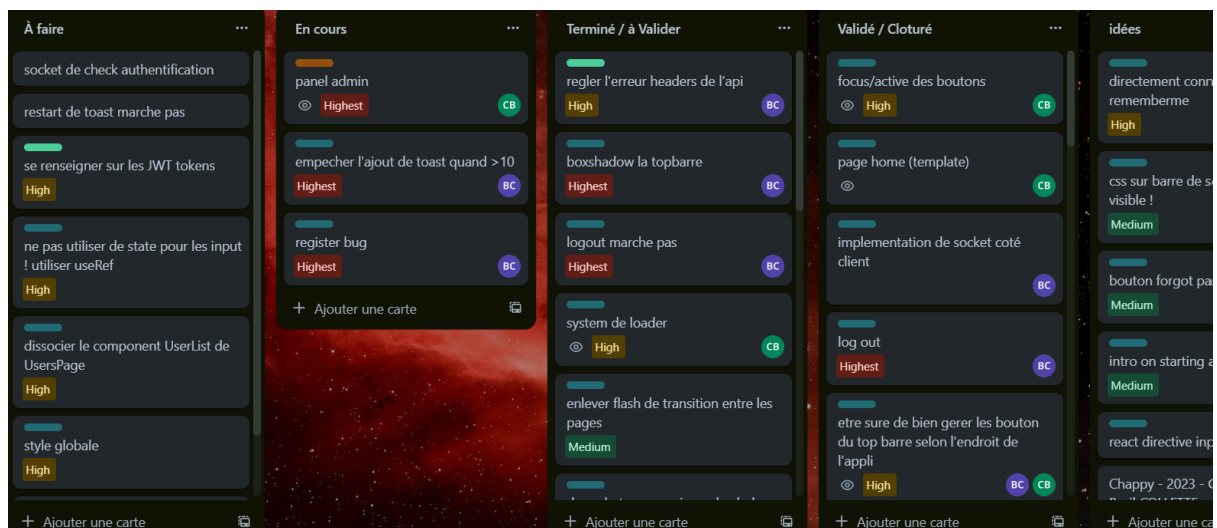 À faire
socket de check authentification
restart de toast marche pas
se renseigner sur les JWT tokens
High
ne pas utiliser de state pour les input
! utiliser useRef
High
dissocier le component UserList de
UsersPage
High
style globale
High
+ Ajouter une carte
En cours
panel admin
Highest
CB
empecher l'ajout de toast quand >10
Highest
BC
register bug
Highest
BC
+ Ajouter une carte
Terminé / à Valider
regler l'erreur headers de l'api
High
BC
boxshadow la topbarre
Highest
BC
logout marche pas
Highest
BC
system de loader
High
CB
enlever flash de transition entre les
pages
Medium
+ Ajouter une carte
Validé / Cloturé
focus/active des boutons
High
CB
page home (template)
CB
implementation de socket coté
client
BC
log out
Highest
BC
etre sure de bien gerer les bouton
du top barre selon l'endroit de
l'appli
High
BC CB
+ Ajouter une carte
idées
directement conn
rememberme
High
css sur barre de s
visible !
Medium
bouton forgot pas
Medium
intro on starting a
Medium
react directive inp
Chappy - 2023 - C
+ Ajouter une ca